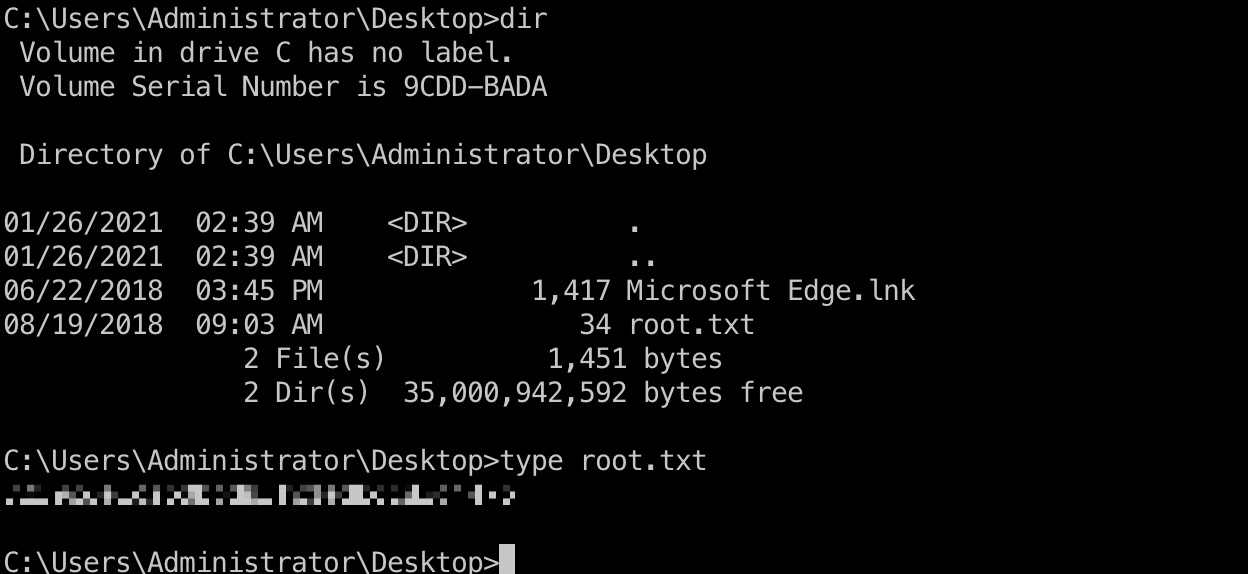 C:\Users\Administrator\Desktop>dir
 Volume in drive C has no label.
 Volume Serial Number is 9CDD-BADA

 Directory of C:\Users\Administrator\Desktop

01/26/2021  02:39 AM    <DIR>          .
01/26/2021  02:39 AM    <DIR>          ..
06/22/2018  03:45 PM             1,417 Microsoft Edge.lnk
08/19/2018  09:03 AM                34 root.txt
               2 File(s)          1,451 bytes
               2 Dir(s)  35,000,942,592 bytes free

C:\Users\Administrator\Desktop>type root.txt

C:\Users\Administrator\Desktop>